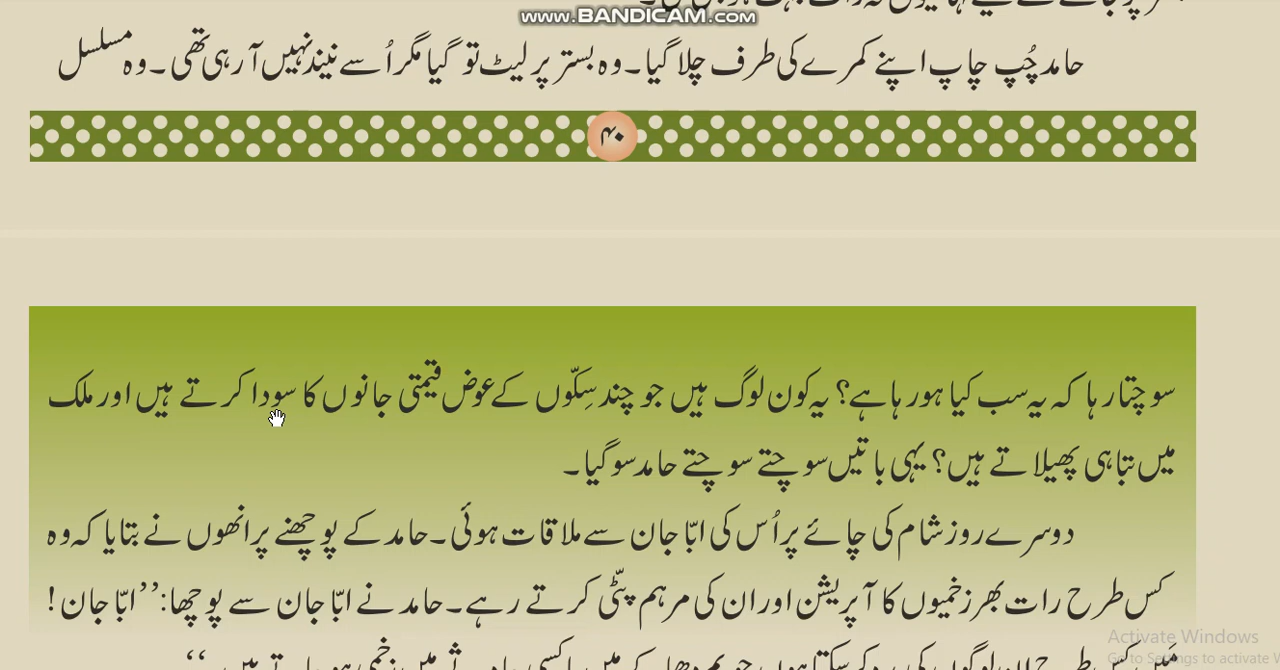 www.BANDICAM.com
حامد چُپ چاپ اپنے کمرے کی طرف چلا گیا۔ وہ بستر پر لیٹ تو گیا مگر اُسے نیند نہیں آ رہی تھی۔ وہ مسلسل
۴۰
سوچتا رہا کہ یہ سب کیا ہو رہا ہے؟ یہ کون لوگ ہیں جو چند سِکّوں کے عوض قیمتی جانوں کا سودا کرتے ہیں اور ملک
میں تباہی پھیلاتے ہیں؟ یہی باتیں سوچتے سوچتے حامد سو گیا۔
دوسرے روز شام کی چائے پر اُس کی ابّا جان سے ملاقات ہوئی۔ حامد کے پوچھنے پر انھوں نے بتایا کہ وہ
کس طرح رات بھر زخمیوں کا آپریشن اور ان کی مرہم پٹّی کرتے رہے۔ حامد نے ابّا جان سے پوچھا: ’’ابّا جان!
Activate Windows
Go to Settings to activate